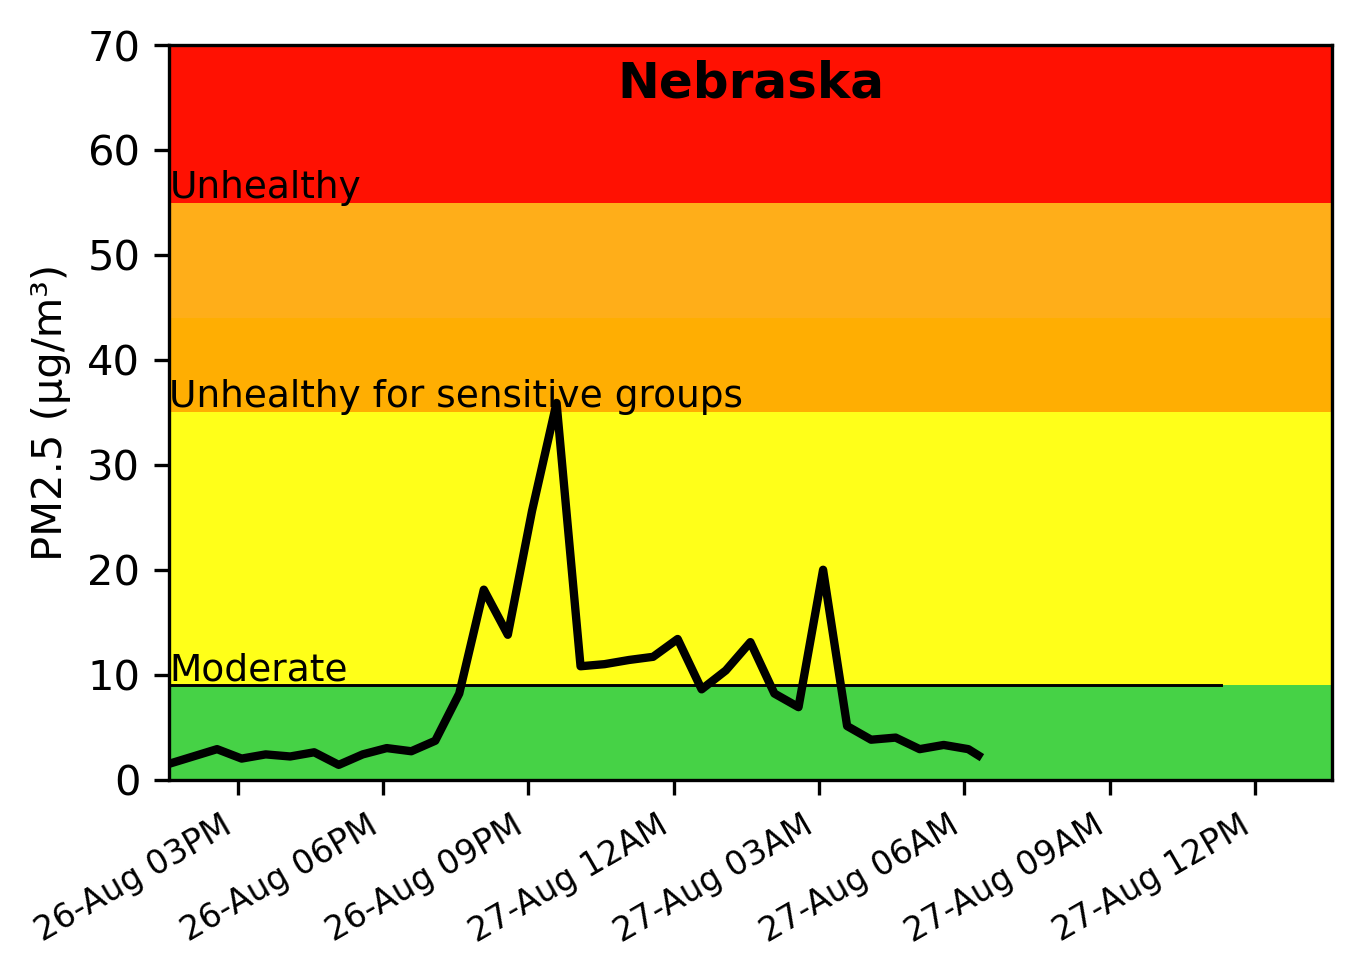 Nebraska
70
60
50
40
30
20
10
0
PM2.5 (μg/m³)
Unhealthy
Unhealthy for sensitive groups
Moderate
26-Aug 03PM
26-Aug 06PM
26-Aug 09PM
27-Aug 12AM
27-Aug 03AM
27-Aug 06AM
27-Aug 09AM
27-Aug 12PM